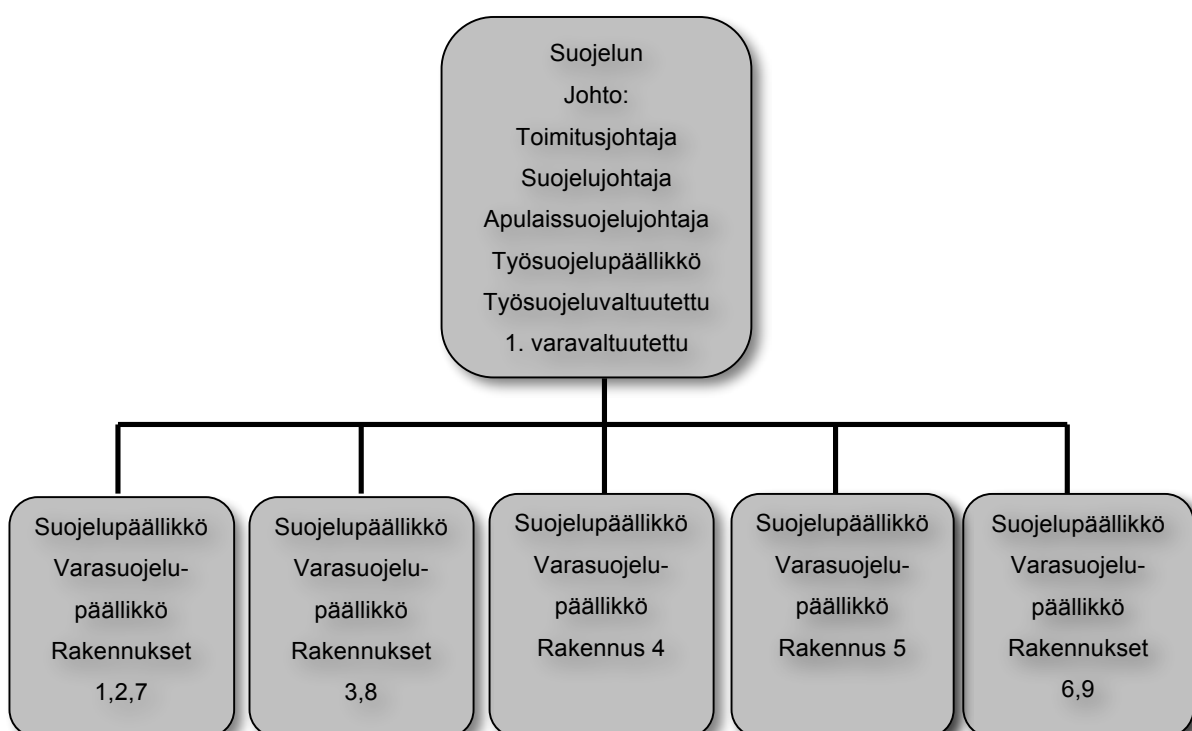 Suojelun
Johto:
Toimitusjohtaja
Suojelujohtaja
Apulaissuojelujohtaja
Työsuojelupäällikkö
Työsuojeluvaltuutettu
1. varavaltuutettu
Suojelupäällikkö
Varasuojelu-
päällikkö
Rakennukset
1,2,7
Suojelupäällikkö
Varasuojelu-
päällikkö
Rakennukset
3,8
Suojelupäällikkö
Varasuojelu-
päällikkö
Rakennus 4
Suojelupäällikkö
Varasuojelu-
päällikkö
Rakennus 5
Suojelupäällikkö
Varasuojelu-
päällikkö
Rakennukset
6,9